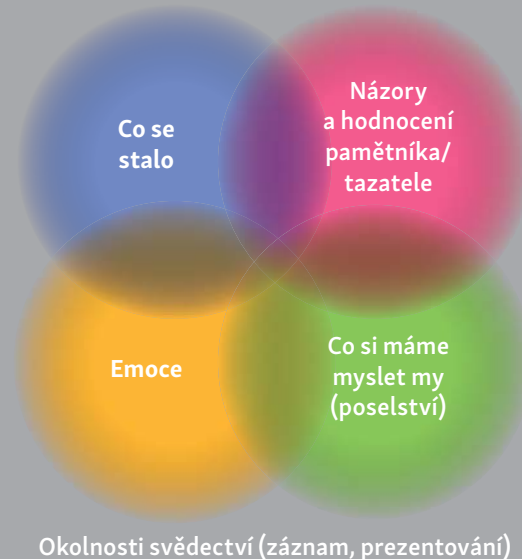 Co se
stalo
Názory
a hodnocení
pamětníka/
tazatele
Emoce
Co si máme
myslet my
(poselství)
Okolnosti svědectví (záznam, prezentování)